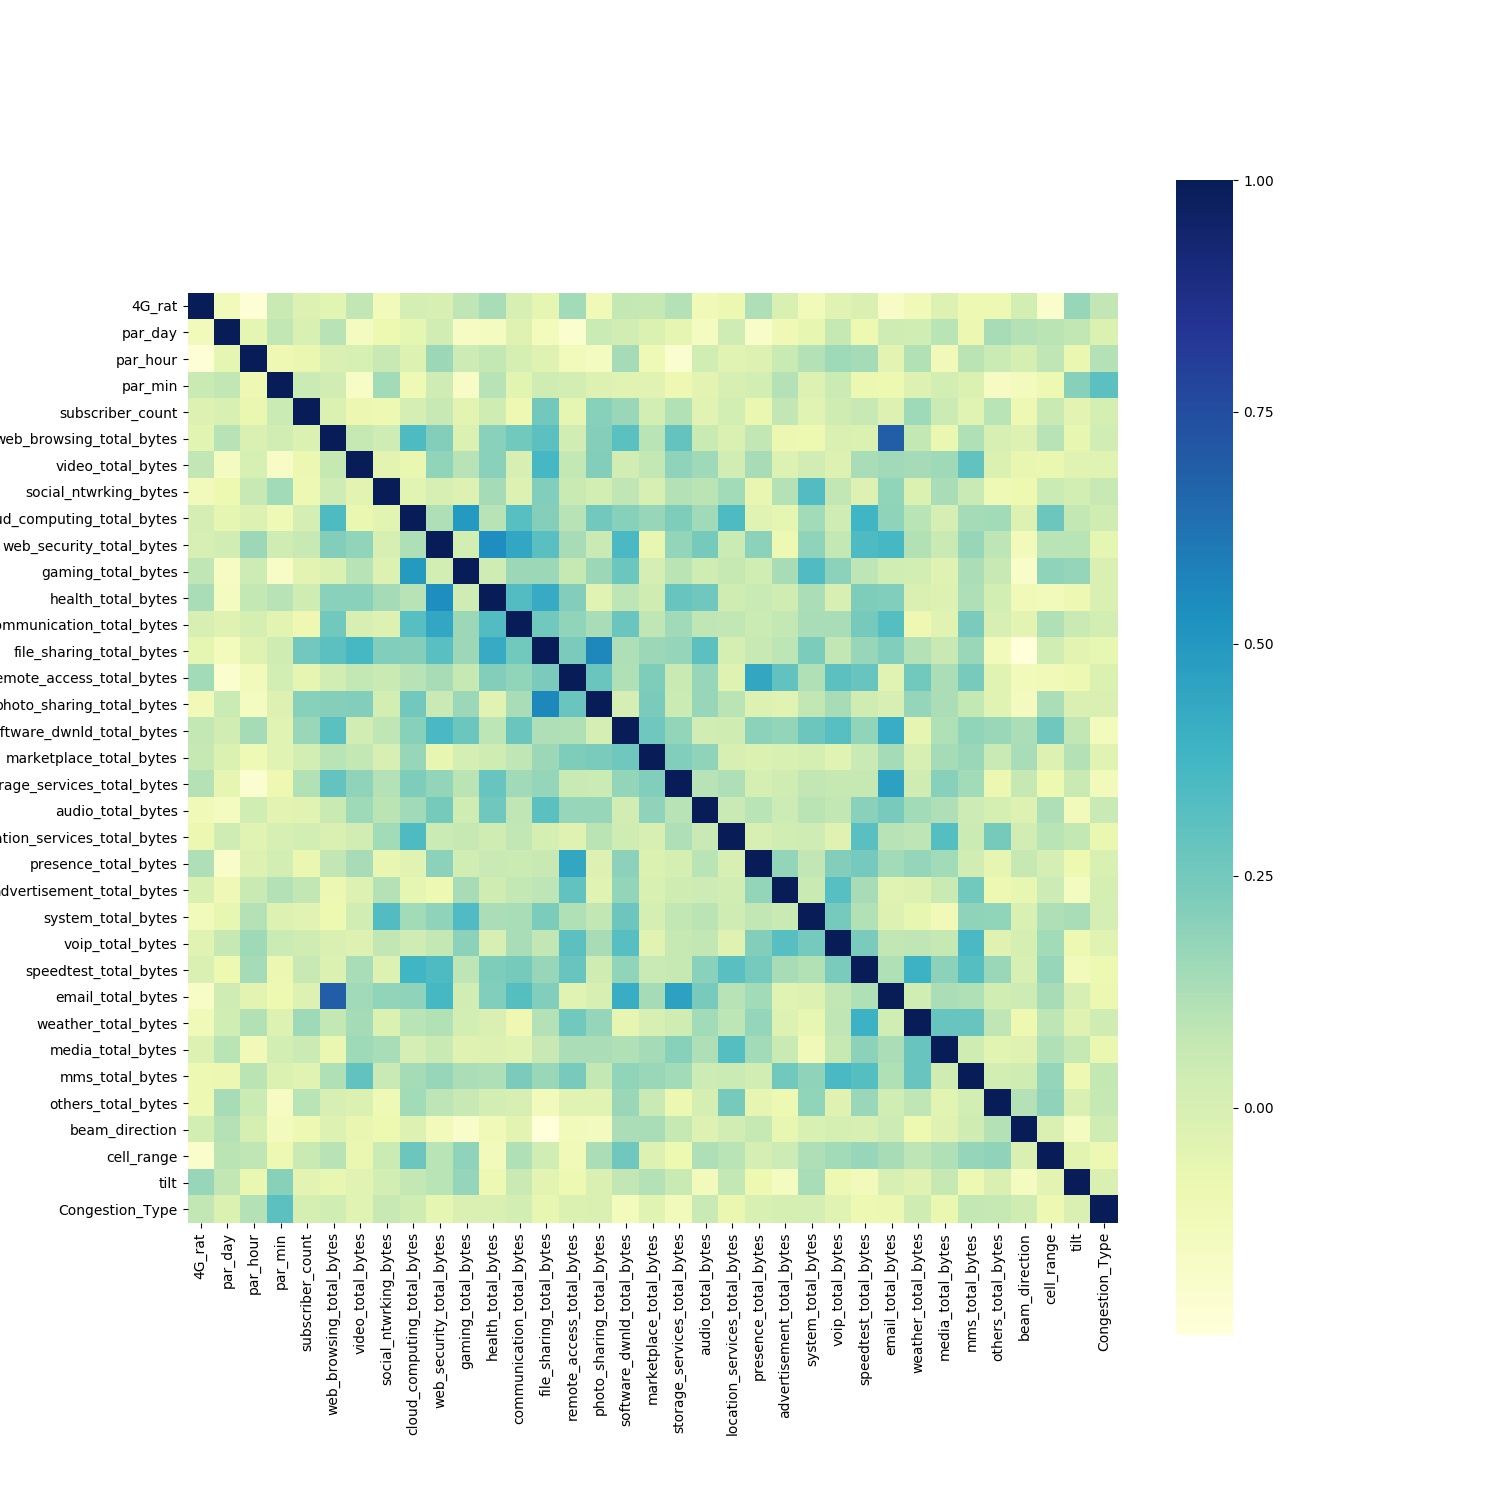 1.00
0.75
0.50
0.25
0.00
4G_rat
par_day
par_hour
par_min
subscriber_count
web_browsing_total_bytes
video_total_bytes
social_ntwrking_bytes
ud_computing_total_bytes
web_security_total_bytes
gaming_total_bytes
health_total_bytes
ommunication_total_bytes
file_sharing_total_bytes
emote_access_total_bytes
photo_sharing_total_bytes
ftware_dwnld_total_bytes
marketplace_total_bytes
rage_services_total_bytes
audio_total_bytes
ation_services_total_bytes
presence_total_bytes
advertisement_total_bytes
system_total_bytes
voip_total_bytes
speedtest_total_bytes
email_total_bytes
weather_total_bytes
media_total_bytes
mms_total_bytes
others_total_bytes
beam_direction
cell_range
tilt
Congestion_Type
4G_rat
par_day
par_hour
par_min
subscriber_count
web_browsing_total_bytes
video_total_bytes
social_ntwrking_bytes
cloud_computing_total_bytes
web_security_total_bytes
gaming_total_bytes
health_total_bytes
communication_total_bytes
file_sharing_total_bytes
remote_access_total_bytes
photo_sharing_total_bytes
software_dwnld_total_bytes
marketplace_total_bytes
storage_services_total_bytes
audio_total_bytes
location_services_total_bytes
presence_total_bytes
advertisement_total_bytes
system_total_bytes
voip_total_bytes
speedtest_total_bytes
email_total_bytes
weather_total_bytes
media_total_bytes
mms_total_bytes
others_total_bytes
beam_direction
cell_range
tilt
Congestion_Type